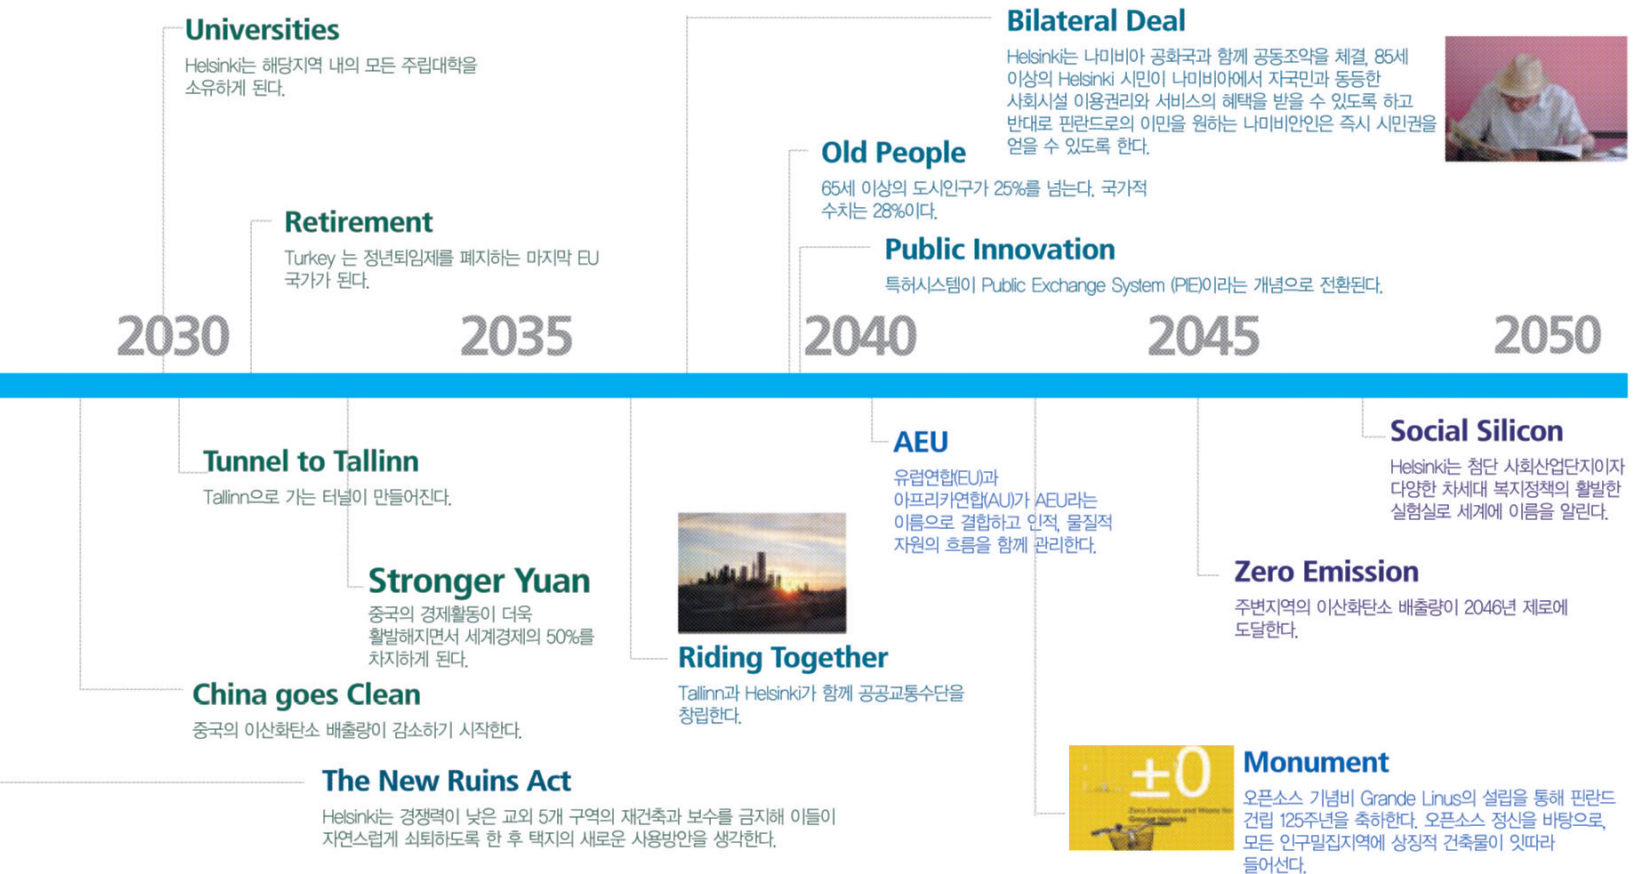 Universities
Helsinki는 해당지역 내의 모든 주립대학을
소유하게 된다.
Bilateral Deal
Helsinki는 나미비아 공화국과 함께 공동조약을 체결, 85세
이상의 Helsinki 시민이 나미비아에서 자국민과 동등한
사회시설 이용권리와 서비스의 혜택을 받을 수 있도록 하고
반대로 핀란드로의 이민을 원하는 나미비안인은 즉시 시민권을
얻을 수 있도록 한다.
Old People
65세 이상의 도시인구가 25%를 넘는다. 국가적
수치는 28%이다.
Retirement
Turkey 는 정년퇴임제를 폐지하는 마지막 EU
국가가 된다.
Public Innovation
특허시스템이 Public Exchange System (PIE)이라는 개념으로 전환된다.
2030
2035
2040
2045
2050
Tunnel to Tallinn
Tallinn으로 가는 터널이 만들어진다.
AEU
유럽연합(EU)과
아프리카연합(AU)가 AEU라는
이름으로 결합하고 인적, 물질적
자원의 흐름을 함께 관리한다.
Social Silicon
Helsinki는 첨단 사회산업단지이자
다양한 차세대 복지정책의 활발한
실험실로 세계에 이름을 알린다.
Stronger Yuan
중국의 경제활동이 더욱
활발해지면서 세계경제의 50%를
차지하게 된다.
Zero Emission
주변지역의 이산화탄소 배출량이 2046년 제로에
도달한다.
Riding Together
Tallinn과 Helsinki가 함께 공공교통수단을
창립한다.
China goes Clean
중국의 이산화탄소 배출량이 감소하기 시작한다.
The New Ruins Act
Helsinki는 경쟁력이 낮은 교외 5개 구역의 재건축과 보수를 금지해 이들이
자연스럽게 쇠퇴하도록 한 후 택지의 새로운 사용방안을 생각한다.
±0
Zero Emission and Waste for
Greater Helsinki
Monument
오픈소스 기념비 Grande Linus의 설립을 통해 핀란드
건립 125주년을 축하한다. 오픈소스 정신을 바탕으로,
모든 인구밀집지역에 상징적 건축물이 잇따라
들어선다.